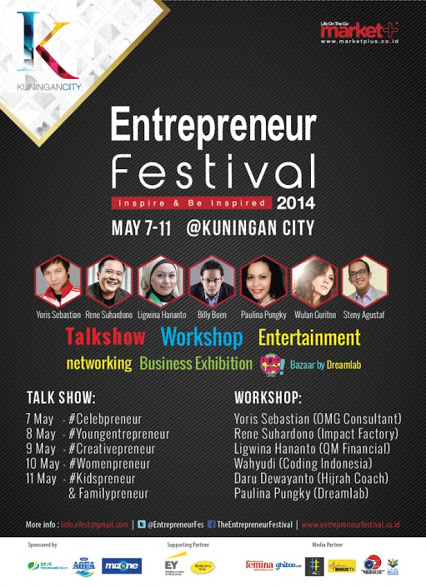 KUNINGANCITY
Life On The Go
market+
www.marketplus.co.id
Entrepreneur
Festival
Inspire & Be Inspired 2014
MAY 7-11 @KUNINGAN CITY
Yoris Sebastian Rene Suhardono Ligwina Hananto Billy Boen Paulina Pungky Wulan Guritno Steny Agustaf
Talkshow Workshop Entertainment
networking Business Exhibition POP Bazaar by Dreamlab
TALK SHOW:
7 May - #Celebpreneur
8 May - #Youngentrepreneur
9 May - #Creativepreneur
10 May - #Womenpreneur
11 May - #Kidspreneur
& Familypreneur
WORKSHOP:
Yoris Sebastian (OMG Consultant)
Rene Suhardono (Impact Factory)
Ligwina Hananto (QM Financial)
Wahyudi (Coding Indonesia)
Daru Dewayanto (Hijrah Coach)
Paulina Pungky (Dreamlab)
More info : info.efest@gmail.com | @EntrepreneurFes | TheEntrepreneurFestival | www.entrepreneurfestival.co.id
Sponsored by
Supporting Partner
Media Partner
AQUA
mzone
EY
femina